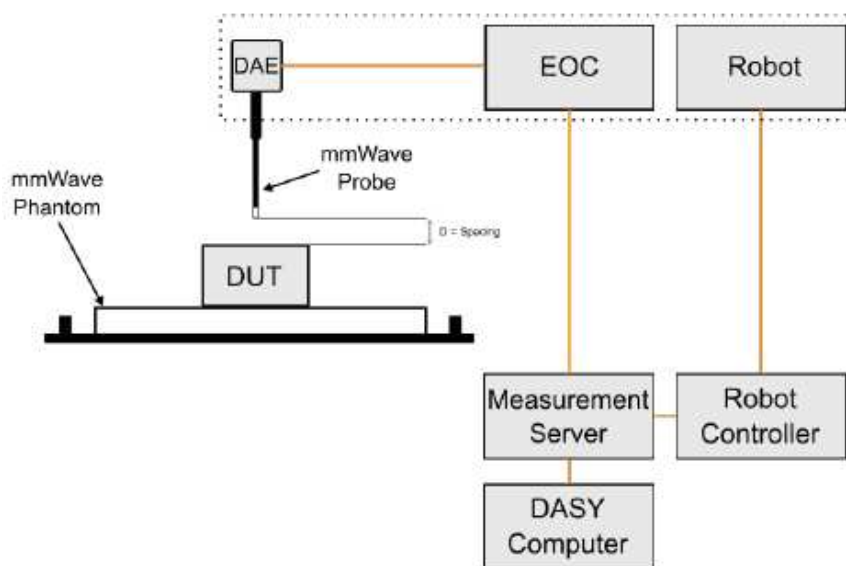 DAE
EOC
Robot
mmWave
Probe
mmWave
Phantom
D = Spacing
DUT
Measurement
Server
Robot
Controller
DASY
Computer